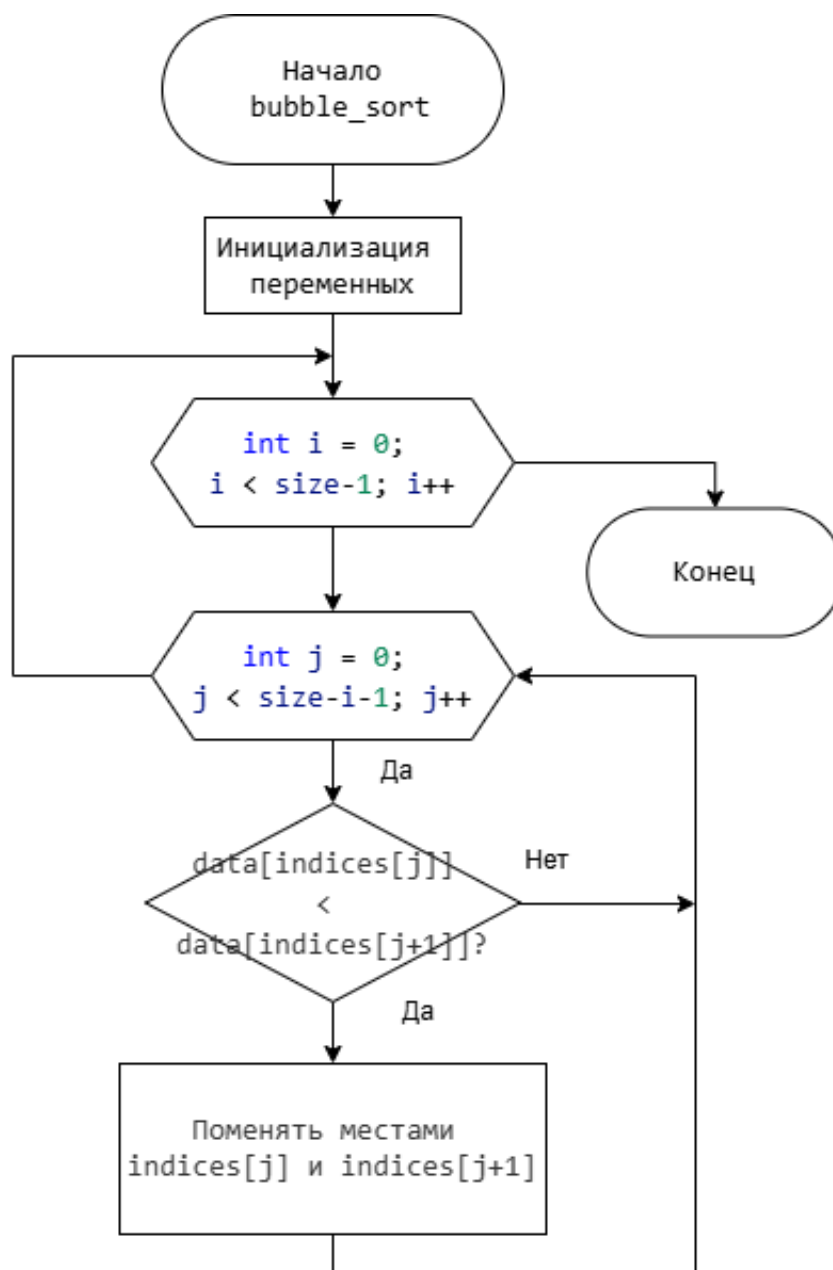 Начало
bubble_sort
Инициализация
переменных
int i = 0;
i < size-1; i++
Конец
int j = 0;
j < size-i-1; j++
Да
data[indices[j]]
<
data[indices[j+1]]?
Нет
Да
Поменять местами
indices[j] и indices[j+1]